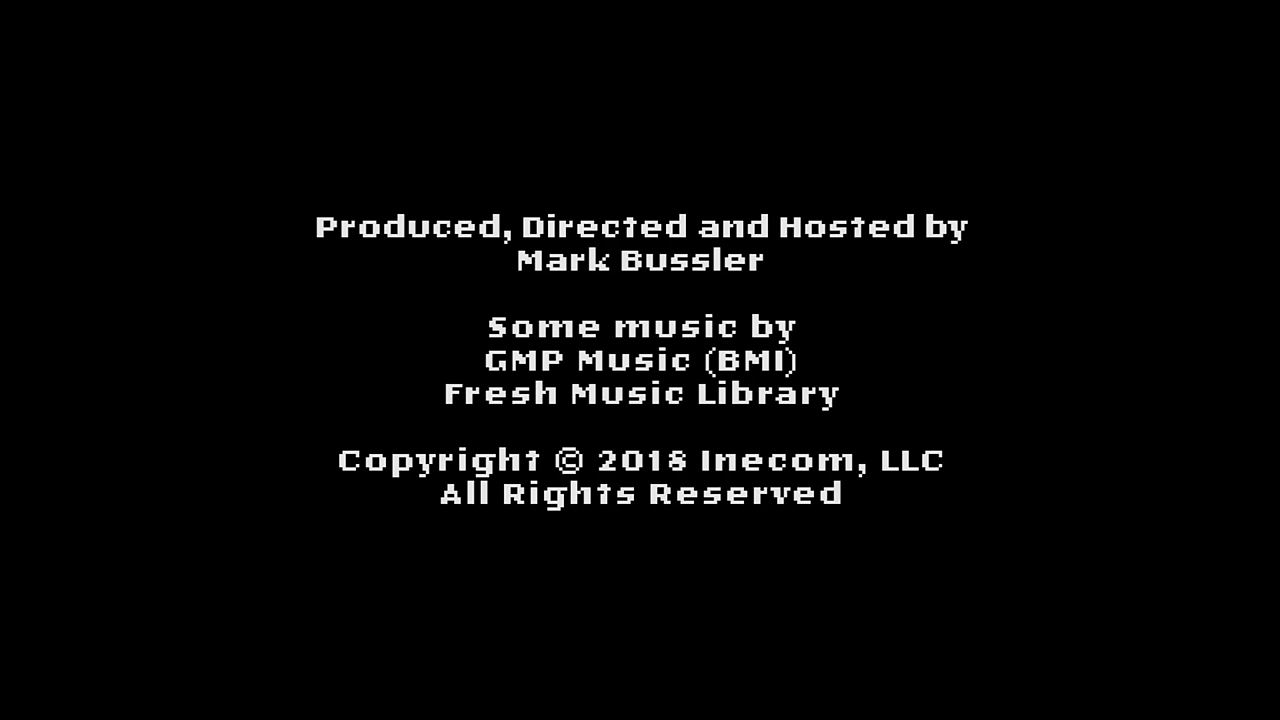 Produced, Directed and Hosted by
Mark Bussler
Some music by
GMP Music (BMI)
Fresh Music Library
Copyright © 2018 Inecom, LLC
All Rights Reserved